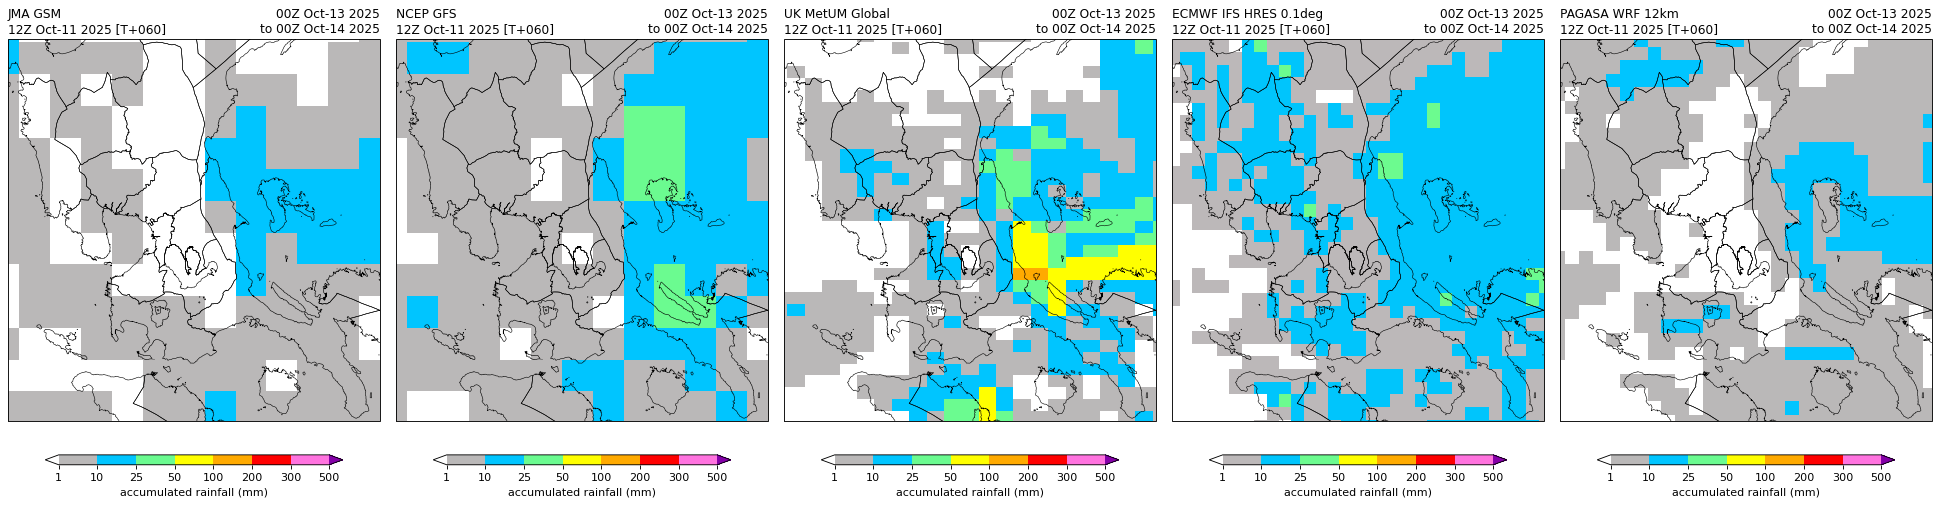 JMA GSM 00Z Oct-13 2025
12Z Oct-11 2025 [T+060] to 00Z Oct-14 2025
1 10 25 50 100 200 300 500
accumulated rainfall (mm)
NCEP GFS 00Z Oct-13 2025
12Z Oct-11 2025 [T+060] to 00Z Oct-14 2025
1 10 25 50 100 200 300 500
accumulated rainfall (mm)
UK MetUM Global 00Z Oct-13 2025
12Z Oct-11 2025 [T+060] to 00Z Oct-14 2025
1 10 25 50 100 200 300 500
accumulated rainfall (mm)
ECMWF IFS HRES 0.1deg 00Z Oct-13 2025
12Z Oct-11 2025 [T+060] to 00Z Oct-14 2025
1 10 25 50 100 200 300 500
accumulated rainfall (mm)
PAGASA WRF 12km 00Z Oct-13 2025
12Z Oct-11 2025 [T+060] to 00Z Oct-14 2025
1 10 25 50 100 200 300 500
accumulated rainfall (mm)